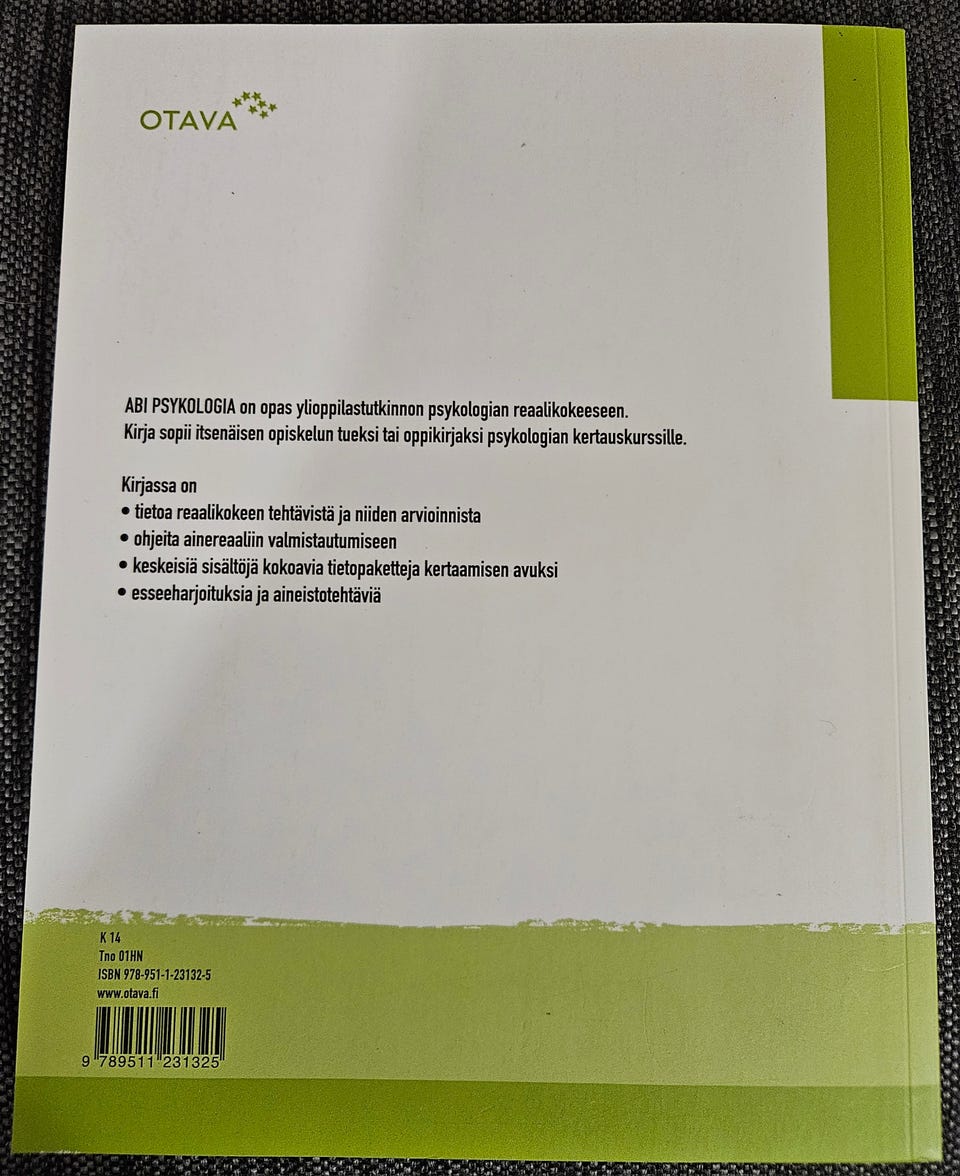 OTAVA
ABI PSYKOLOGIA on opas ylioppilastutkinnon psykologian reaalikokeeseen.
Kirja sopii itsenäisen opiskelun tueksi tai oppikirjaksi psykologian kertauskurssille.
Kirjassa on
• tietoa reaalikokeen tehtävistä ja niiden arvioinnista
• ohjeita ainereaaliin valmistautumiseen
• keskeisiä sisältöjä kokoavia tietopaketteja kertaamisen avuksi
• esseeharjoituksia ja aineistotehtäviä
K 14
Tno 01HN
ISBN 978-951-1-23132-5
www.otava.fi
9 789511 231325